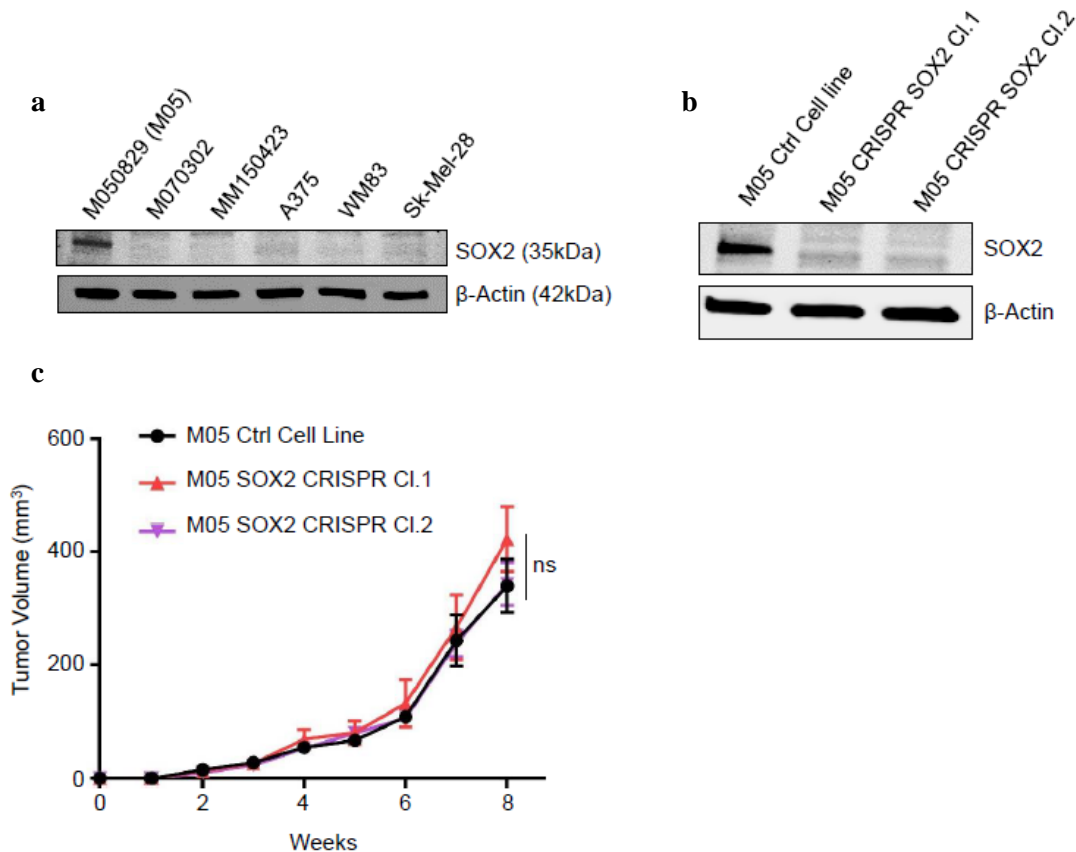 a
M050829 (M05)
M070302
MM150423
A375
WM83
Sk-Mel-28
SOX2 (35kDa)
β-Actin (42kDa)
b
M05 Ctrl Cell line
M05 CRISPR SOX2 Cl.1
M05 CRISPR SOX2 Cl.2
SOX2
β-Actin
c
M05 Ctrl Cell Line
M05 SOX2 CRISPR Cl.1
M05 SOX2 CRISPR Cl.2
Tumor Volume (mm³)
600
400
200
0
ns
0 2 4 6 8
Weeks